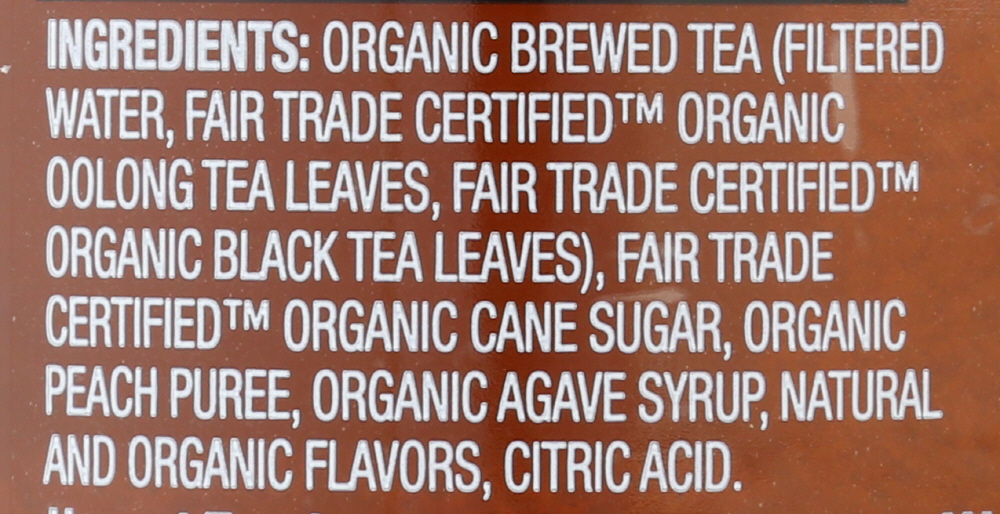 INGREDIENTS: ORGANIC BREWED TEA (FILTERED
WATER, FAIR TRADE CERTIFIED™ ORGANIC
OOLONG TEA LEAVES, FAIR TRADE CERTIFIED™
ORGANIC BLACK TEA LEAVES), FAIR TRADE
CERTIFIED™ ORGANIC CANE SUGAR, ORGANIC
PEACH PUREE, ORGANIC AGAVE SYRUP, NATURAL
AND ORGANIC FLAVORS, CITRIC ACID.